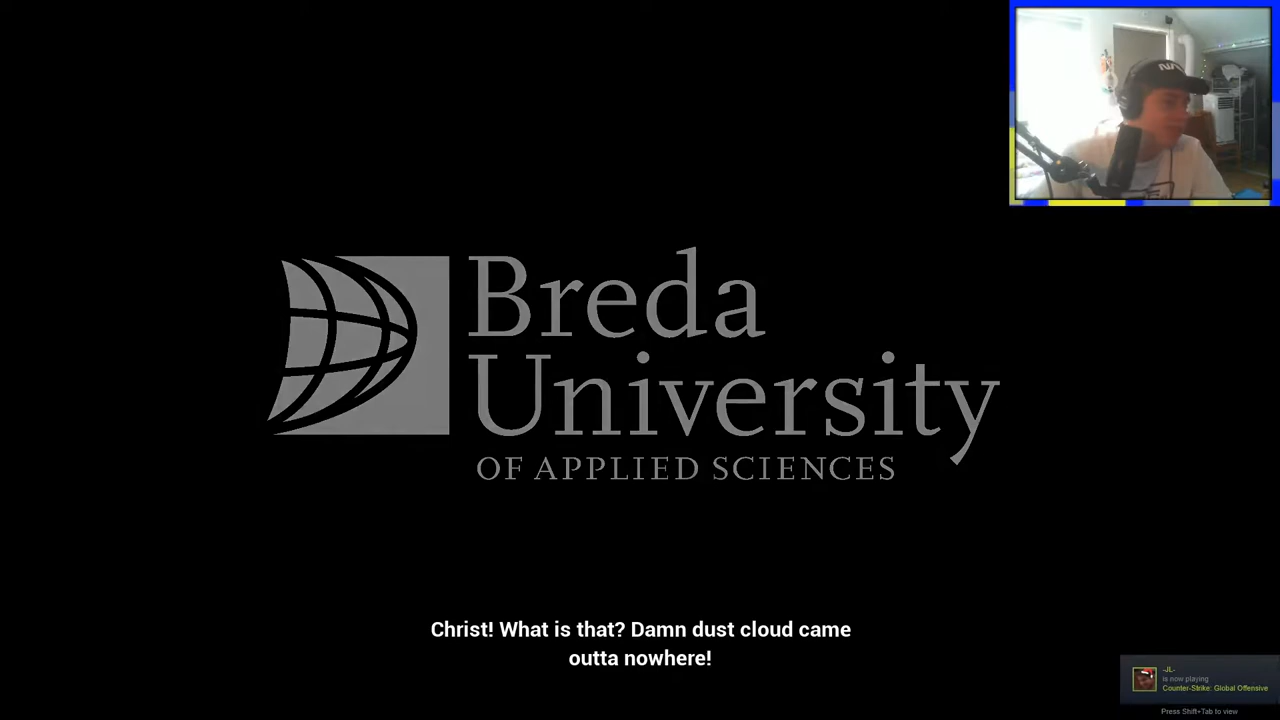 Breda
University
OF APPLIED SCIENCES
Christ! What is that? Damn dust cloud came
outta nowhere!
-JL-
is now playing
Counter-Strike: Global Offensive
Press Shift+Tab to view